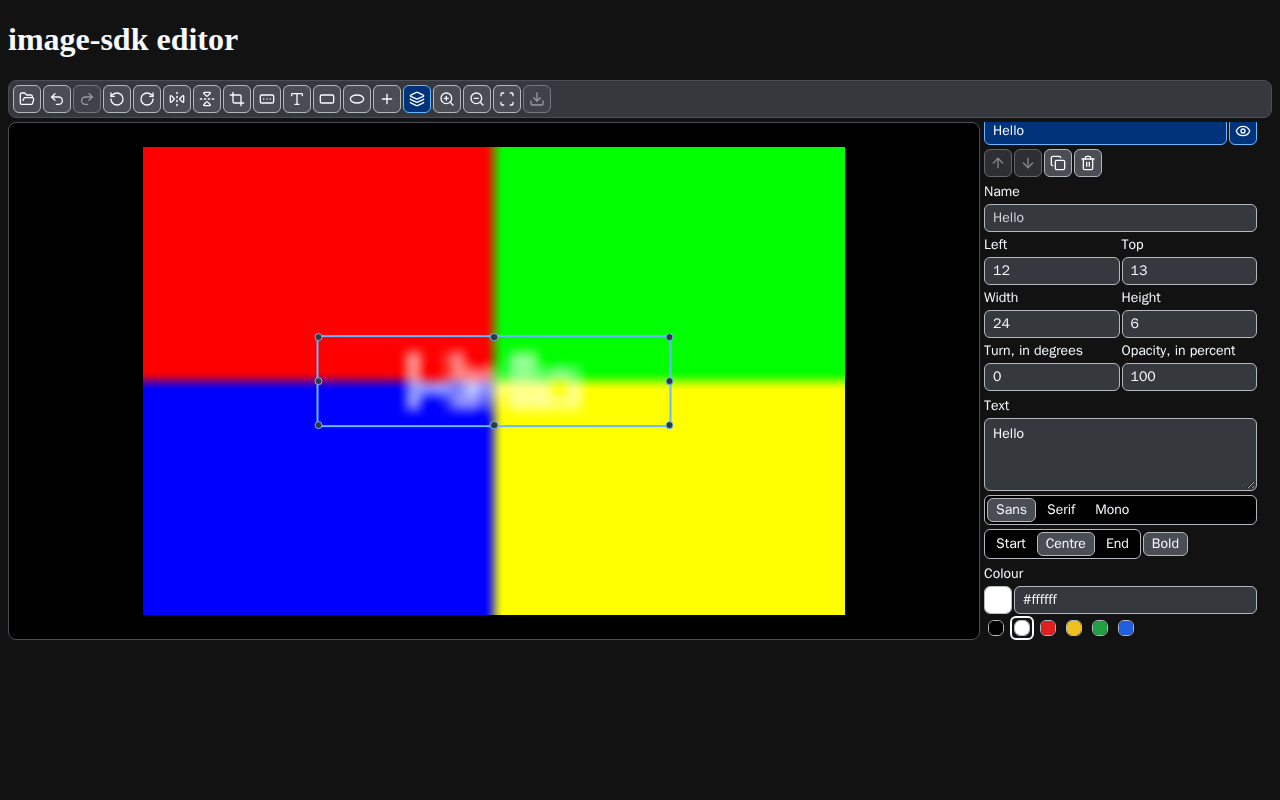 image-sdk editor
Hello
Name
Hello
Left Top
12 13
Width Height
24 6
Turn, in degrees Opacity, in percent
0 100
Text
Hello
Sans Serif Mono
Start Centre End Bold
Colour
#ffffff
Hello